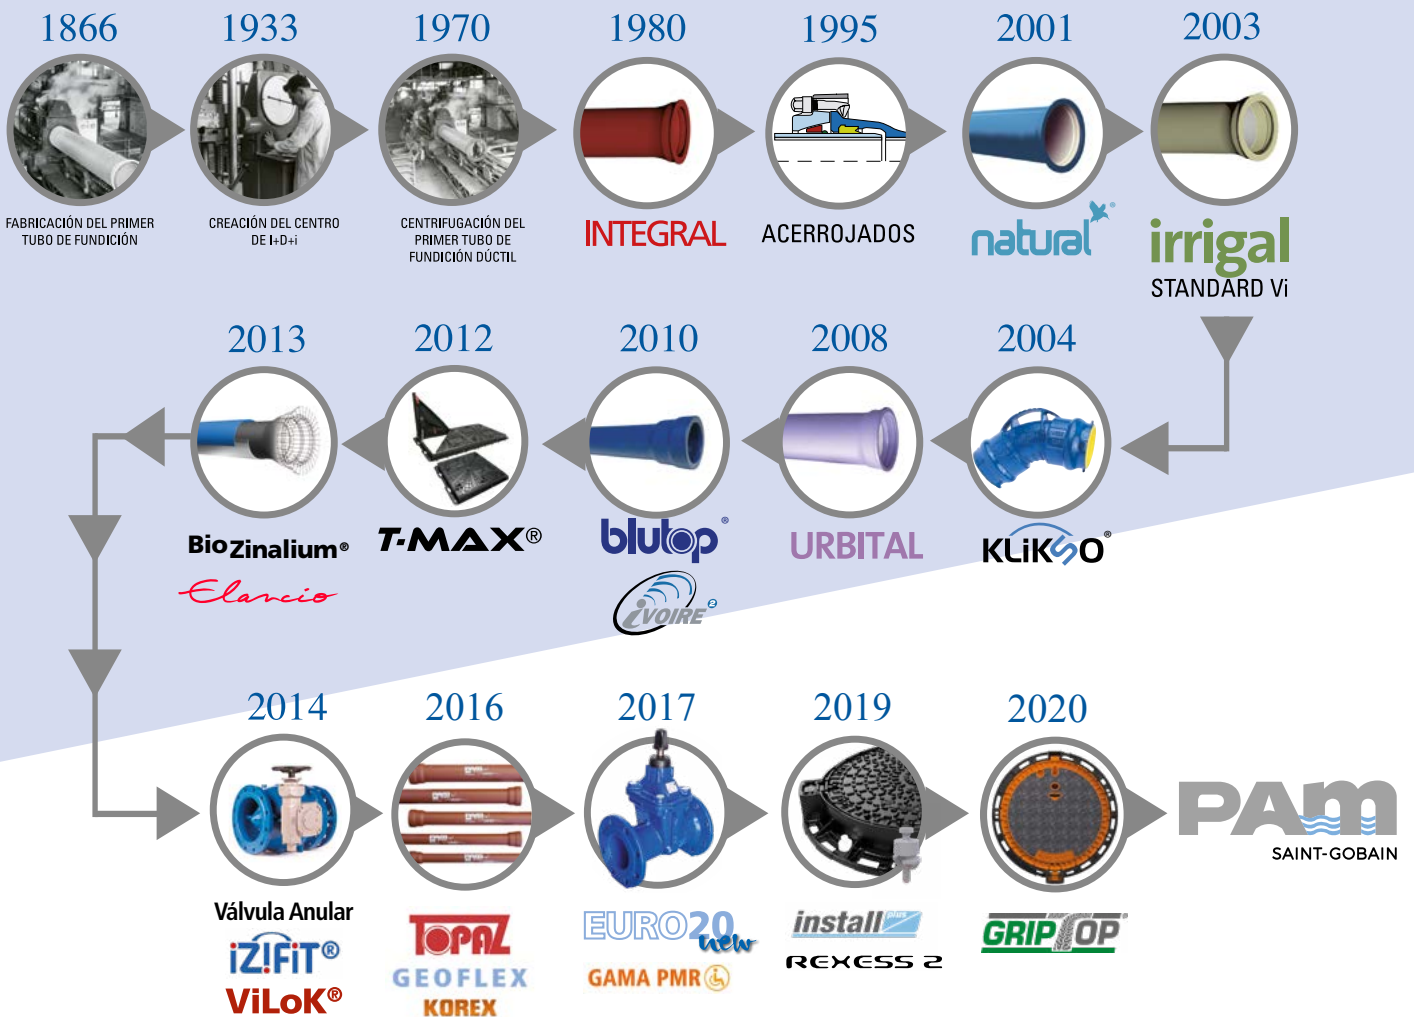 1866
FABRICACIÓN DEL PRIMER
TUBO DE FUNDICIÓN
1933
CREACIÓN DEL CENTRO
DE I+D+i
1970
CENTRIFUGACIÓN DEL
PRIMER TUBO DE
FUNDICIÓN DÚCTIL
1980
INTEGRAL
1995
ACERROJADOS
2001
natural®
2003
irrigal
STANDARD Vi
2004
KLiKSO®
2008
URBITAL
2010
blutop®
iVOIRE 2
2012
T-MAX®
2013
BioZinalium®
Elancio
2014
Válvula Anular
iZ!FiT®
ViLoK®
2016
TOPAZ
GEOFLEX
KOREX
2017
EURO20
new
GAMA PMR
2019
install plus
REXESS 2
2020
GRIPTOP®
PAM
SAINT-GOBAIN